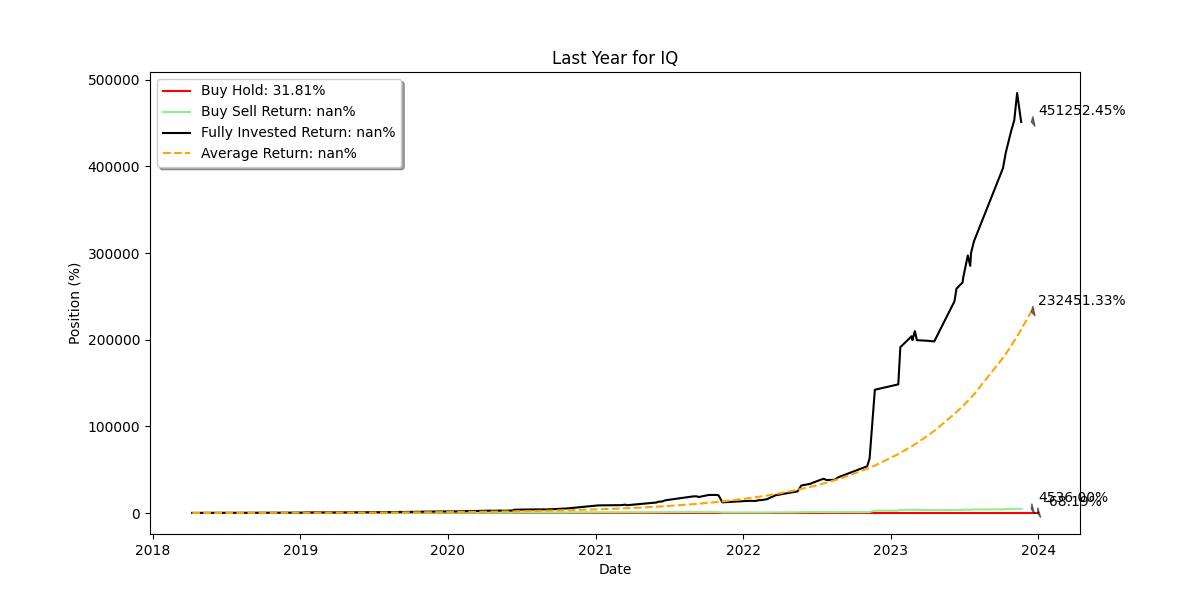 Last Year for IQ
Buy Hold: 31.81%
Buy Sell Return: nan%
Fully Invested Return: nan%
Average Return: nan%
451252.45%
232451.33%
4536.00%
-68.19%
Position (%)
500000
400000
300000
200000
100000
0
2018 2019 2020 2021 2022 2023 2024
Date